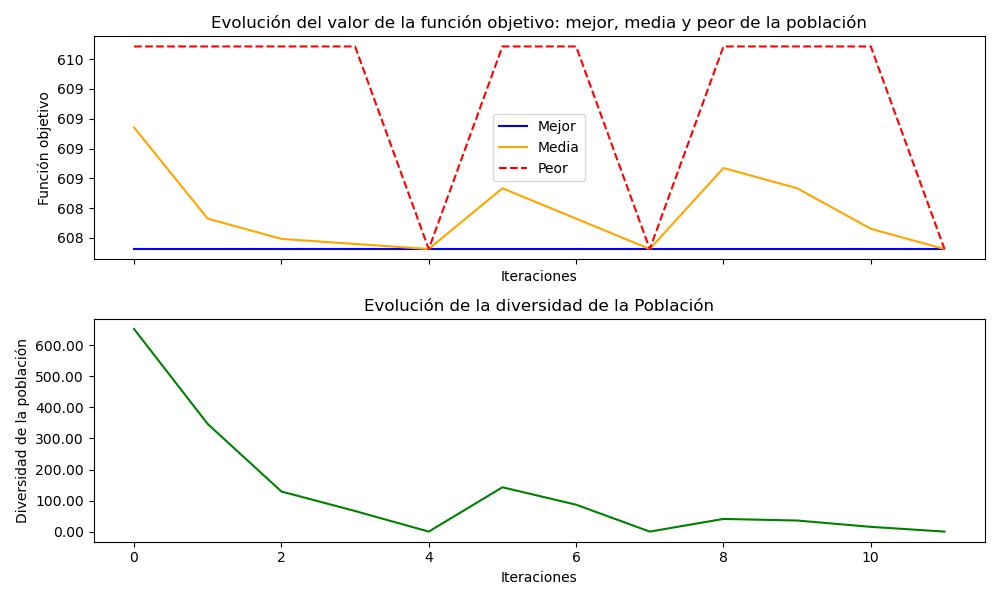 Evolución del valor de la función objetivo: mejor, media y peor de la población
Función objetivo
610
609
609
609
609
608
608
Mejor
Media
Peor
Iteraciones
Evolución de la diversidad de la Población
Diversidad de la población
600.00
500.00
400.00
300.00
200.00
100.00
0.00
0 2 4 6 8 10
Iteraciones